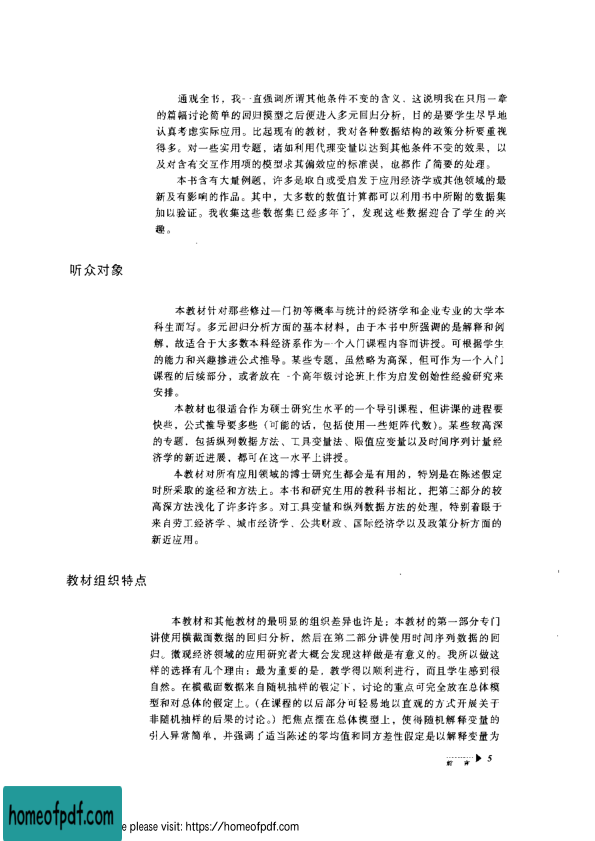 通观全书，我一直强调所谓其他条件不变的含义，这说明我在只用一章
的篇幅讨论简单的回归模型之后便进入多元回归分析，目的是要学生尽早地
认真考虑实际应用。比起现有的教材，我对各种数据结构的政策分析要重视
得多。对一些实用专题，诸如利用代理变量以达到其他条件不变的效果，以
及对含有交互作用项的模型求其偏效应的标准误，也都作了简要的处理。
本书含有大量例题，许多是取自或受启发于应用经济学或其他领域的最
新及有影响的作品。其中，大多数的数值计算都可以利用书中所附的数据集
加以验证。我收集这些数据集已经多年了，发现这些数据迎合了学生的兴
趣。
听众对象
本教材针对那些修过一门初等概率与统计的经济学和企业专业的大学本
科生而写。多元回归分析方面的基本材料，由于本书中所强调的是解释和例
解，故适合于大多数本科经济系作为一个入门课程内容而讲授。可根据学生
的能力和兴趣掺进公式推导。某些专题，虽然略为高深，但可作为一个入门
课程的后续部分，或者放在一个高年级讨论班上作为启发创始性经验研究来
安排。
本教材也很适合作为硕士研究生水平的一个导引课程，但讲课的进程要
快些，公式推导要多些（可能的话，包括使用一些矩阵代数）。某些较高深
的专题，包括纵列数据方法、工具变量法、限值应变量以及时间序列计量经
济学的新近进展，都可在这一水平上讲授。
本教材对所有应用领域的博士研究生都会是有用的，特别是在陈述假定
时所采取的途径和方法上。本书和研究生用的教科书相比，把第三部分的较
高深方法浅化了许多许多。对工具变量和纵列数据方法的处理，特别着眼于
来自劳工经济学、城市经济学、公共财政、国际经济学以及政策分析方面的
新近应用。
教材组织特点
本教材和其他教材的最明显的组织差异也许是：本教材的第一部分专门
讲使用横截面数据的回归分析，然后在第二部分讲使用时间序列数据的回
归。微观经济领域的应用研究者大概会发现这样做是有意义的。我所以做这
样的选择有几个理由：最为重要的是，教学得以顺利进行，而且学生感到很
自然。在横截面数据来自随机抽样的假定下，讨论的重点可完全放在总体模
型和对总体的假定上。（在课程的以后部分可轻易地以直观的方式开展关于
非随机抽样的后果的讨论。）把焦点摆在总体模型上，使得随机解释变量的
引入异常简单，并强调了适当陈述的零均值和同方差性假定是以解释变量为
前言 5
homeofpdf.com
e please visit: https://homeofpdf.com